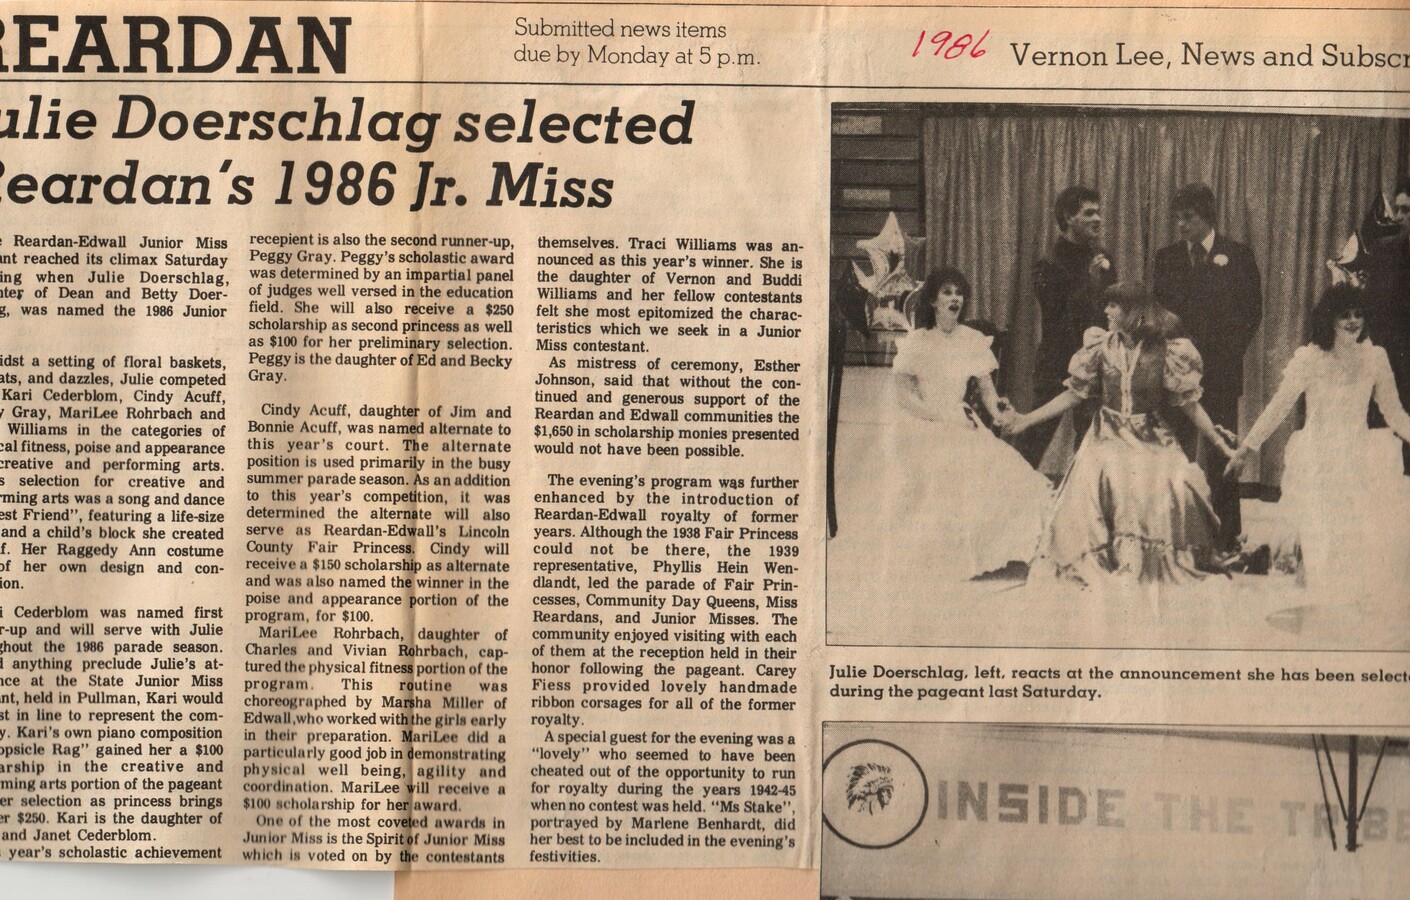 REARDAN
Submitted news items
due by Monday at 5 p.m.
1986
Vernon Lee, News and Subscr
ulie Doerschlag selected
Reardan's 1986 Jr. Miss
e Reardan-Edwall Junior Miss
ant reached its climax Saturday
ing when Julie Doerschlag,
hter of Dean and Betty Doer-
g, was named the 1986 Junior
idst a setting of floral baskets,
ats, and dazzles, Julie competed
Kari Cederblom, Cindy Acuff,
y Gray, MariLee Rohrbach and
Williams in the categories of
cal fitness, poise and appearance
creative and performing arts.
s selection for creative and
rming arts was a song and dance
est Friend", featuring a life-size
and a child's block she created
f. Her Raggedy Ann costume
of her own design and con-
ion.
i Cederblom was named first
r-up and will serve with Julie
ghout the 1986 parade season.
d anything preclude Julie's at-
nce at the State Junior Miss
ant, held in Pullman, Kari would
st in line to represent the com-
y. Kari's own piano composition
opsicle Rag" gained her a $100
arship in the creative and
ming arts portion of the pageant
er selection as princess brings
er $250. Kari is the daughter of
and Janet Cederblom.
year's scholastic achievement
recepient is also the second runner-up,
Peggy Gray. Peggy's scholastic award
was determined by an impartial panel
of judges well versed in the education
field. She will also receive a $250
scholarship as second princess as well
as $100 for her preliminary selection.
Peggy is the daughter of Ed and Becky
Gray.
Cindy Acuff, daughter of Jim and
Bonnie Acuff, was named alternate to
this year's court. The alternate
position is used primarily in the busy
summer parade season. As an addition
to this year's competition, it was
determined the alternate will also
serve as Reardan-Edwall's Lincoln
County Fair Princess. Cindy will
receive a $150 scholarship as alternate
and was also named the winner in the
poise and appearance portion of the
program, for $100.
MariLee Rohrbach, daughter of
Charles and Vivian Rohrbach, cap-
tured the physical fitness portion of the
program. This routine was
choreographed by Marsha Miller of
Edwall,who worked with the girls early
in their preparation. MariLee did a
particularly good job in demonstrating
physical well being, agility and
coordination. MariLee will receive a
$100 scholarship for her award.
One of the most coveted awards in
Junior Miss is the Spirit of Junior Miss
which is voted on by the contestants
themselves. Traci Williams was an-
nounced as this year's winner. She is
the daughter of Vernon and Buddi
Williams and her fellow contestants
felt she most epitomized the charac-
teristics which we seek in a Junior
Miss contestant.
As mistress of ceremony, Esther
Johnson, said that without the con-
tinued and generous support of the
Reardan and Edwall communities the
$1,650 in scholarship monies presented
would not have been possible.
The evening's program was further
enhanced by the introduction of
Reardan-Edwall royalty of former
years. Although the 1938 Fair Princess
could not be there, the 1939
representative, Phyllis Hein Wen-
dlandt, led the parade of Fair Prin-
cesses, Community Day Queens, Miss
Reardans, and Junior Misses. The
community enjoyed visiting with each
of them at the reception held in their
honor following the pageant. Carey
Fiess provided lovely handmade
ribbon corsages for all of the former
royalty.
A special guest for the evening was a
"lovely" who seemed to have been
cheated out of the opportunity to run
for royalty during the years 1942-45
when no contest was held. "Ms Stake",
portrayed by Marlene Benhardt, did
her best to be included in the evening's
festivities.
Julie Doerschlag, left, reacts at the announcement she has been selecte
during the pageant last Saturday.
INSIDE THE TRIBE